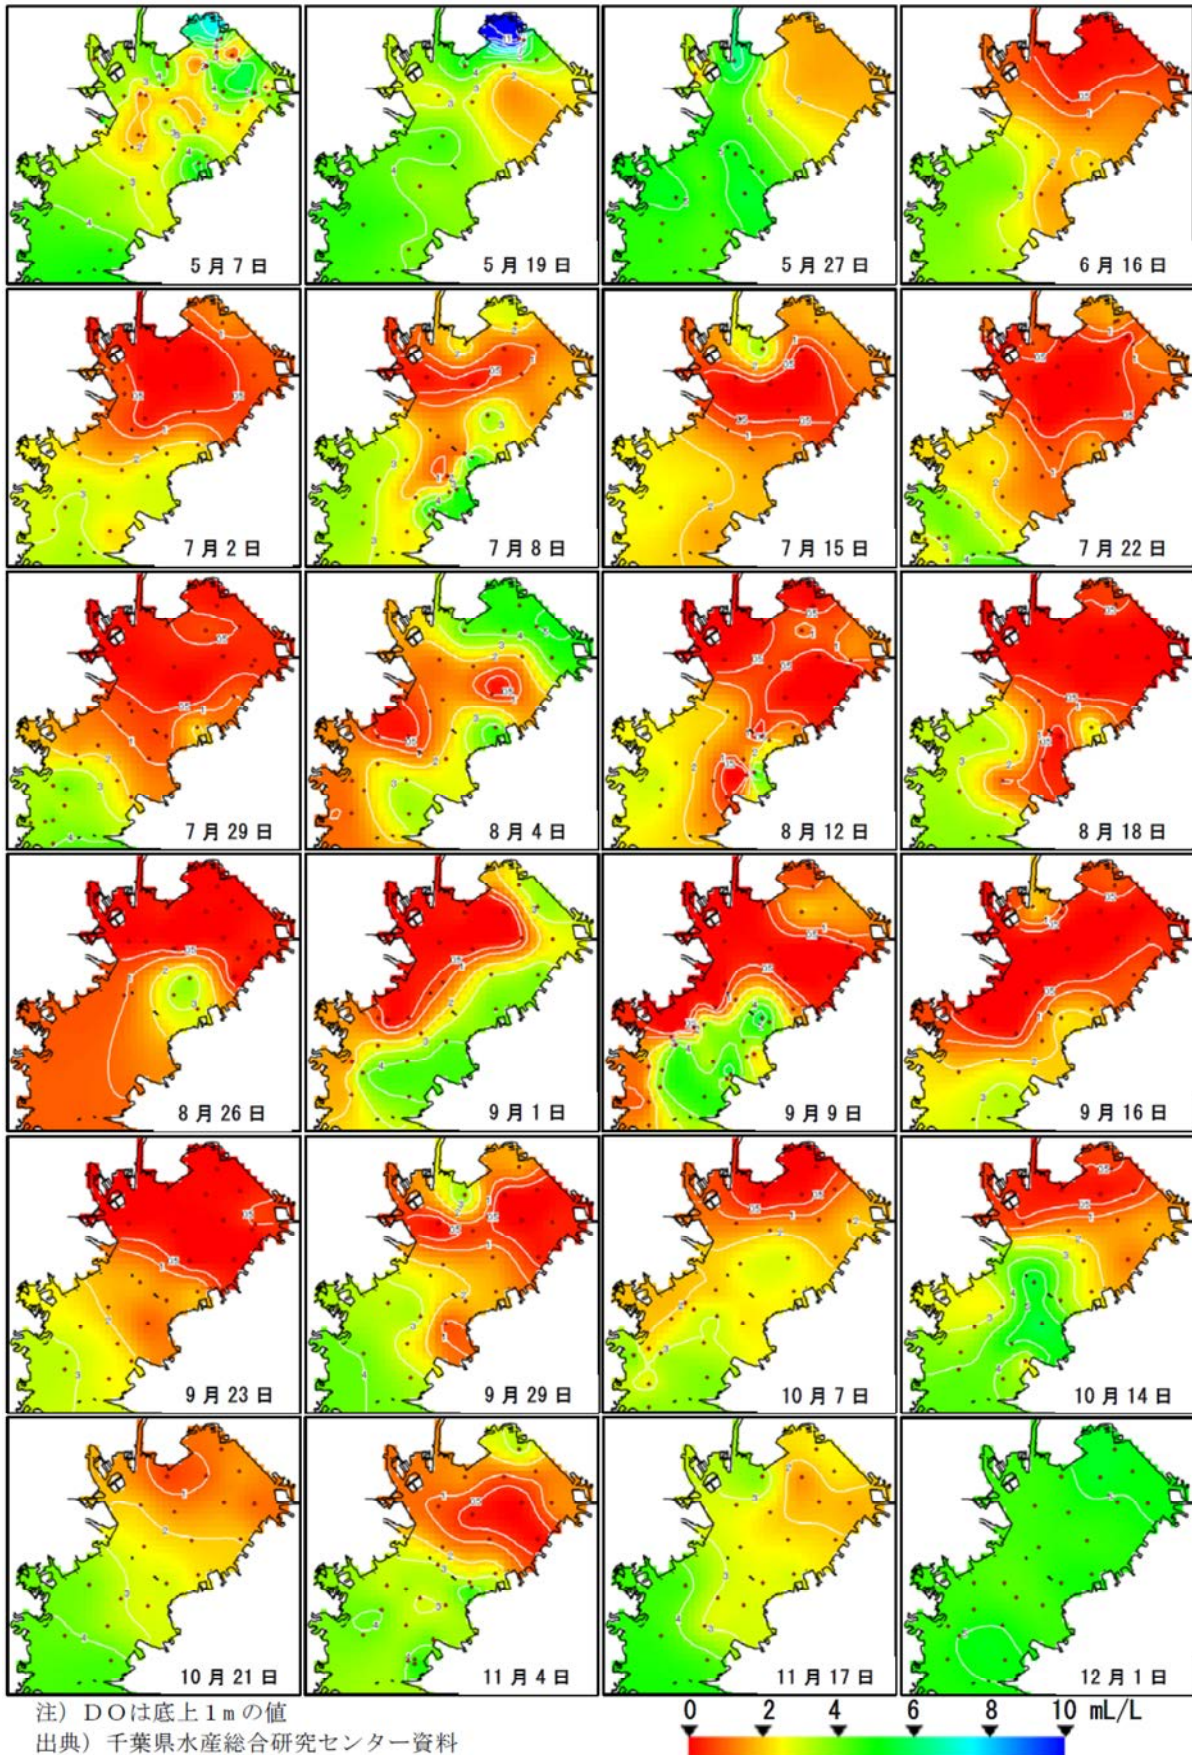 5月7日
5月19日
5月27日
6月16日
7月2日
7月8日
7月15日
7月22日
7月29日
8月4日
8月12日
8月18日
8月26日
9月1日
9月9日
9月16日
9月23日
9月29日
10月7日
10月14日
10月21日
11月4日
11月17日
12月1日
注）DOは底上1mの値
出典）千葉県水産総合研究センター資料
0 2 4 6 8 10 mL/L